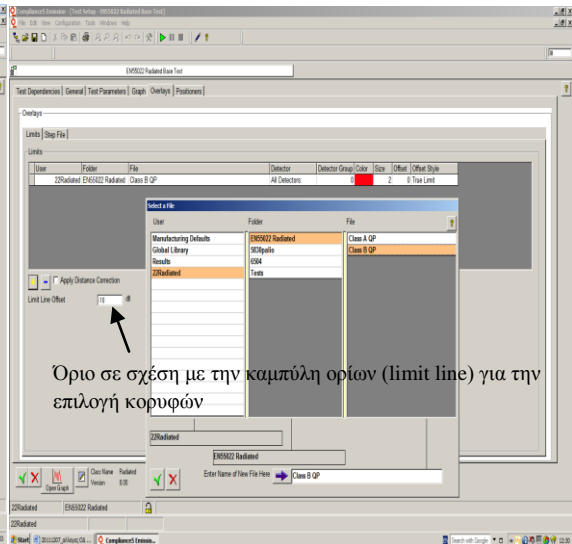 Compliance5 Emission - [Test Setup - EN55022 Radiated Base Test]
File Edit View Configuration Tools Windows Help
EN55022 Radiated Base Test
Test Dependencies General Test Parameters Graph Overlays Positioners
Overlays
Limits Step File
Limits
User Folder File Detector Detector Group Color Size Offset Offset Style
22Radiated EN55022 Radiated Class B QP All Detectors: 0 2 0 True Limit
Select a File
User Folder File
Manufacturing Defaults EN55022 Radiated Class A QP
Global Library 5030palio Class B QP
Results 6504
22Radiated Tests
Apply Distance Correction
Limit Line Offset dB
Όριο σε σχέση με την καμπύλη ορίων (limit line) για την
επιλογή κορυφών
22Radiated
EN55022 Radiated
Enter Name of New File Here Class B QP
Open Graph
Class Name Radiated
Version 0.00
22Radiated EN55022 Radiated
22Radiated
Start Compliance5 Emissio... Search with Google 12:00